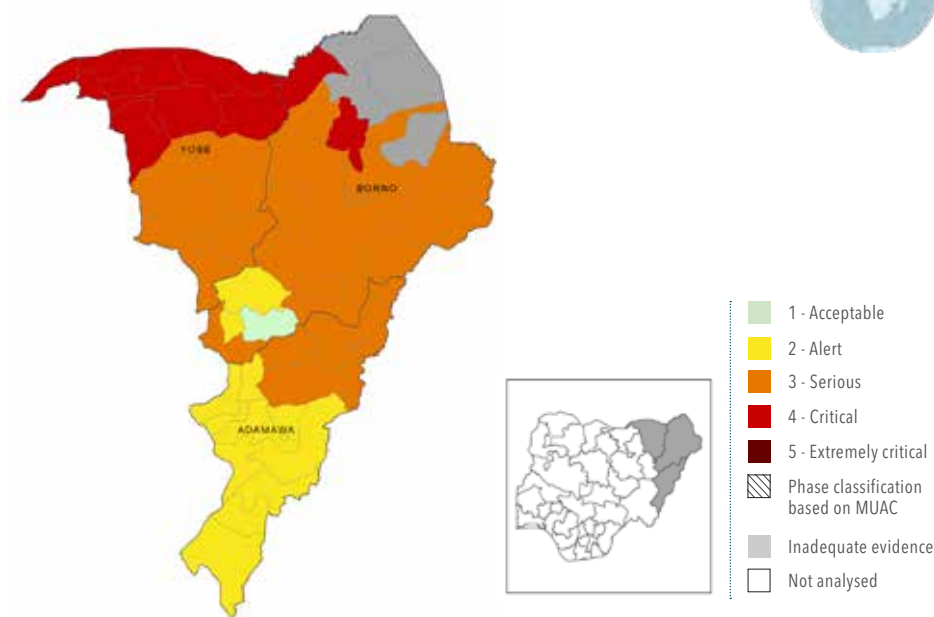 YOBE
BORNO
ADAMAWA
1 - Acceptable
2 - Alert
3 - Serious
4 - Critical
5 - Extremely critical
Phase classification
based on MUAC
Inadequate evidence
Not analysed